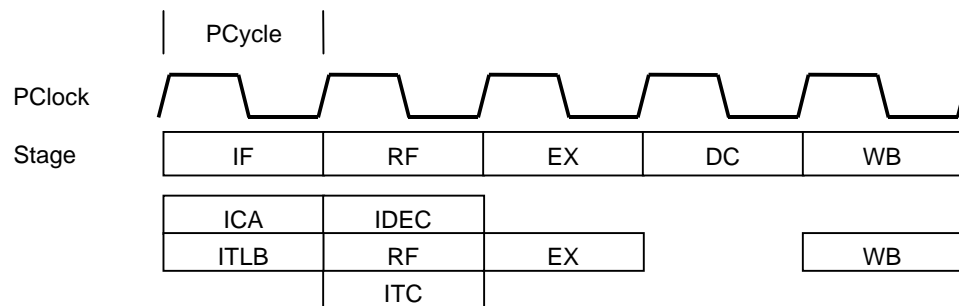 PCycle
PClock
Stage IF RF EX DC WB
ICA IDEC
ITLB RF EX WB
ITC